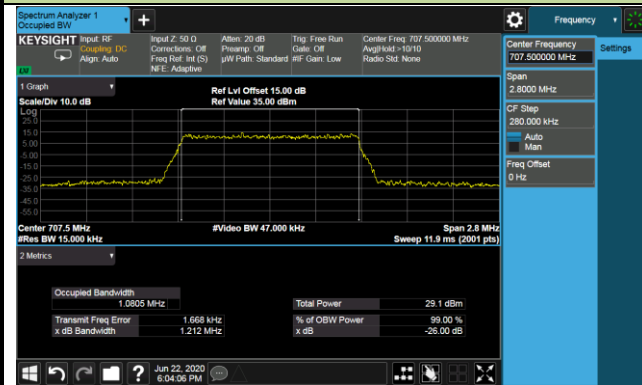 Spectrum Analyzer 1
Occupied BW
Frequency
KEYSIGHT
Input: RF
Coupling: DC
Align: Auto
Input Z: 50 Ω
Corrections: Off
Freq Ref: Int (S)
NFE: Adaptive
Atten: 20 dB
Preamp: Off
µW Path: Standard
Trig: Free Run
Gate: Off
#IF Gain: Low
Center Freq: 707.500000 MHz
Avg|Hold:>10/10
Radio Std: None
Center Frequency
707.500000 MHz
Settings
Span
2.8000 MHz
CF Step
280.000 kHz
Auto
Man
Freq Offset
0 Hz
1 Graph
Scale/Div 10.0 dB
Ref Lvl Offset 15.00 dB
Ref Value 35.00 dBm
Log
25.0
15.0
5.00
-5.00
-15.0
-25.0
-35.0
-45.0
-55.0
Center 707.5 MHz
#Video BW 47.000 kHz
Span 2.8 MHz
#Res BW 15.000 kHz
Sweep 11.9 ms (2001 pts)
2 Metrics
Occupied Bandwidth
1.0805 MHz
Total Power 29.1 dBm
Transmit Freq Error 1.668 kHz
% of OBW Power 99.00 %
x dB Bandwidth 1.212 MHz
x dB -26.00 dB
Jun 22, 2020
6:04:06 PM